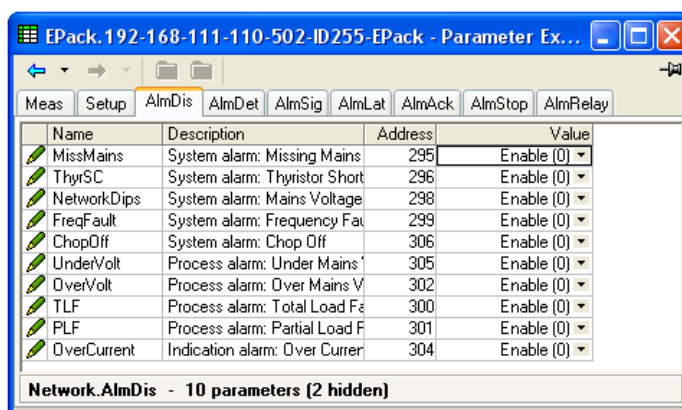 EPack.192-168-111-110-502-ID255-EPack - Parameter Ex...
Meas Setup AlmDis AlmDet AlmSig AlmLat AlmAck AlmStop AlmRelay
Name Description Address Value
MissMains System alarm: Missing Mains 295 Enable (0)
ThyrSC System alarm: Thyristor Short 296 Enable (0)
NetworkDips System alarm: Mains Voltage 298 Enable (0)
FreqFault System alarm: Frequency Fau 299 Enable (0)
ChopOff System alarm: Chop Off 306 Enable (0)
UnderVolt Process alarm: Under Mains 305 Enable (0)
OverVolt Process alarm: Over Mains V 302 Enable (0)
TLF Process alarm: Total Load Fa 300 Enable (0)
PLF Process alarm: Partial Load F 301 Enable (0)
OverCurrent Indication alarm: Over Curren 304 Enable (0)
Network.AlmDis - 10 parameters (2 hidden)